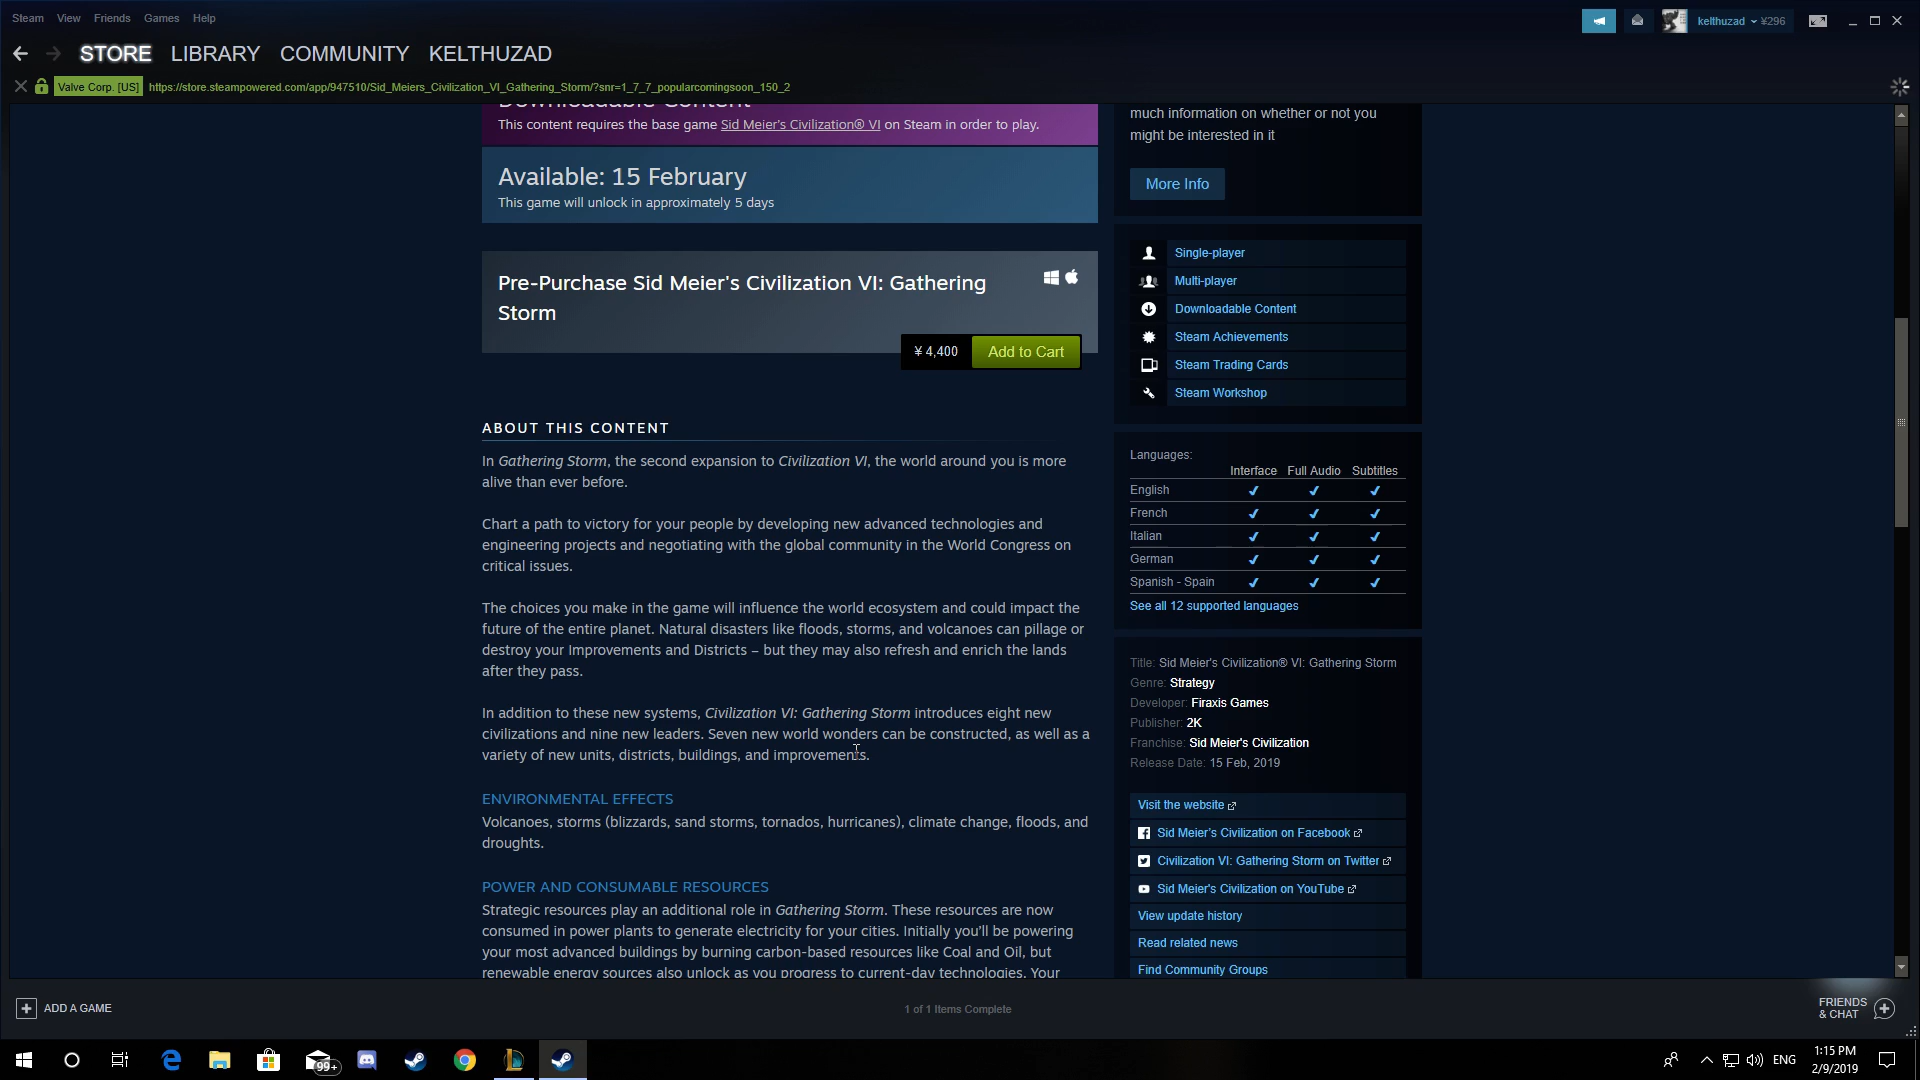 Steam View Friends Games Help
kelthuzad ¥296
STORE LIBRARY COMMUNITY KELTHUZAD
Valve Corp. [US] https://store.steampowered.com/app/947510/Sid_Meiers_Civilization_VI_Gathering_Storm/?snr=1_7_7_popularcomingsoon_150_2
Downloadable Content
This content requires the base game Sid Meier's Civilization® VI on Steam in order to play.
Available: 15 February
This game will unlock in approximately 5 days
Pre-Purchase Sid Meier's Civilization VI: Gathering
Storm
¥ 4,400 Add to Cart
ABOUT THIS CONTENT
In Gathering Storm, the second expansion to Civilization VI, the world around you is more
alive than ever before.
Chart a path to victory for your people by developing new advanced technologies and
engineering projects and negotiating with the global community in the World Congress on
critical issues.
The choices you make in the game will influence the world ecosystem and could impact the
future of the entire planet. Natural disasters like floods, storms, and volcanoes can pillage or
destroy your Improvements and Districts – but they may also refresh and enrich the lands
after they pass.
In addition to these new systems, Civilization VI: Gathering Storm introduces eight new
civilizations and nine new leaders. Seven new world wonders can be constructed, as well as a
variety of new units, districts, buildings, and improvements.
ENVIRONMENTAL EFFECTS
Volcanoes, storms (blizzards, sand storms, tornados, hurricanes), climate change, floods, and
droughts.
POWER AND CONSUMABLE RESOURCES
Strategic resources play an additional role in Gathering Storm. These resources are now
consumed in power plants to generate electricity for your cities. Initially you'll be powering
your most advanced buildings by burning carbon-based resources like Coal and Oil, but
renewable energy sources also unlock as you progress to current-day technologies. Your
much information on whether or not you
might be interested in it
More Info
Single-player
Multi-player
Downloadable Content
Steam Achievements
Steam Trading Cards
Steam Workshop
Languages:
Interface Full Audio Subtitles
English ✔ ✔ ✔
French ✔ ✔ ✔
Italian ✔ ✔ ✔
German ✔ ✔ ✔
Spanish - Spain ✔ ✔ ✔
See all 12 supported languages
Title: Sid Meier's Civilization® VI: Gathering Storm
Genre: Strategy
Developer: Firaxis Games
Publisher: 2K
Franchise: Sid Meier's Civilization
Release Date: 15 Feb, 2019
Visit the website
Sid Meier's Civilization on Facebook
Civilization VI: Gathering Storm on Twitter
Sid Meier's Civilization on YouTube
View update history
Read related news
Find Community Groups
ADD A GAME
1 of 1 Items Complete
FRIENDS
& CHAT
99+
ENG
1:15 PM
2/9/2019